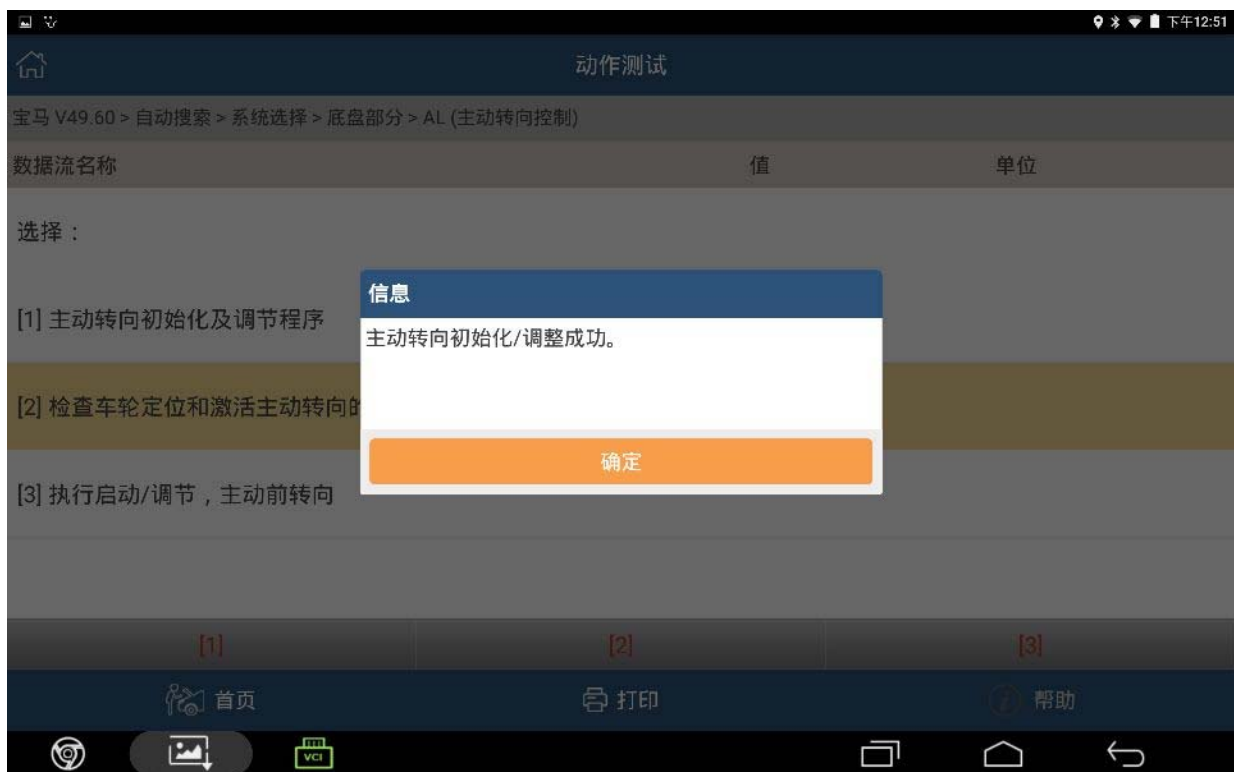 下午12:51
动作测试
宝马 V49.60 > 自动搜索 > 系统选择 > 底盘部分 > AL (主动转向控制)
数据流名称 值 单位
选择：
[1] 主动转向初始化及调节程序
信息
主动转向初始化/调整成功。
[2] 检查车轮定位和激活主动转向
确定
[3] 执行启动/调节，主动前转向
[1] [2] [3]
首页 打印 帮助
VCI